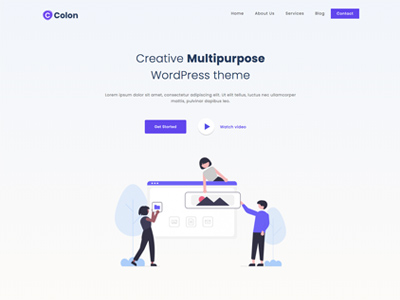 Colon
Home About Us Services Blog Contact
Creative Multipurpose
WordPress theme
Lorem ipsum dolor sit amet, consectetur adipiscing elit. Ut elit tellus, luctus nec ullamcorper
mattis, pulvinar dapibus leo.
Get Started Watch video